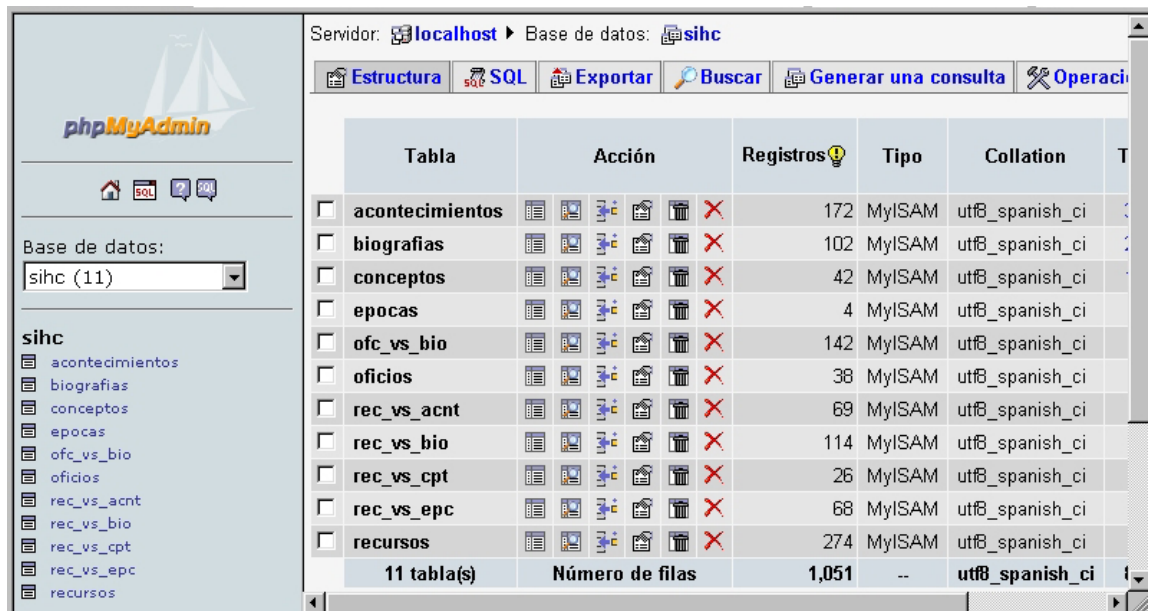 phpMyAdmin
SQL
SQL
Base de datos:
sihc (11)
sihc
acontecimientos
biografias
conceptos
epocas
ofc_vs_bio
oficios
rec_vs_acnt
rec_vs_bio
rec_vs_cpt
rec_vs_epc
recursos
Servidor: localhost ▶ Base de datos: sihc
Estructura SQL Exportar Buscar Generar una consulta Operaci
Tabla Acción Registros Tipo Collation T
acontecimientos 172 MyISAM utf8_spanish_ci
biografias 102 MyISAM utf8_spanish_ci
conceptos 42 MyISAM utf8_spanish_ci
epocas 4 MyISAM utf8_spanish_ci
ofc_vs_bio 142 MyISAM utf8_spanish_ci
oficios 38 MyISAM utf8_spanish_ci
rec_vs_acnt 69 MyISAM utf8_spanish_ci
rec_vs_bio 114 MyISAM utf8_spanish_ci
rec_vs_cpt 26 MyISAM utf8_spanish_ci
rec_vs_epc 68 MyISAM utf8_spanish_ci
recursos 274 MyISAM utf8_spanish_ci
11 tabla(s) Número de filas 1,051 -- utf8_spanish_ci